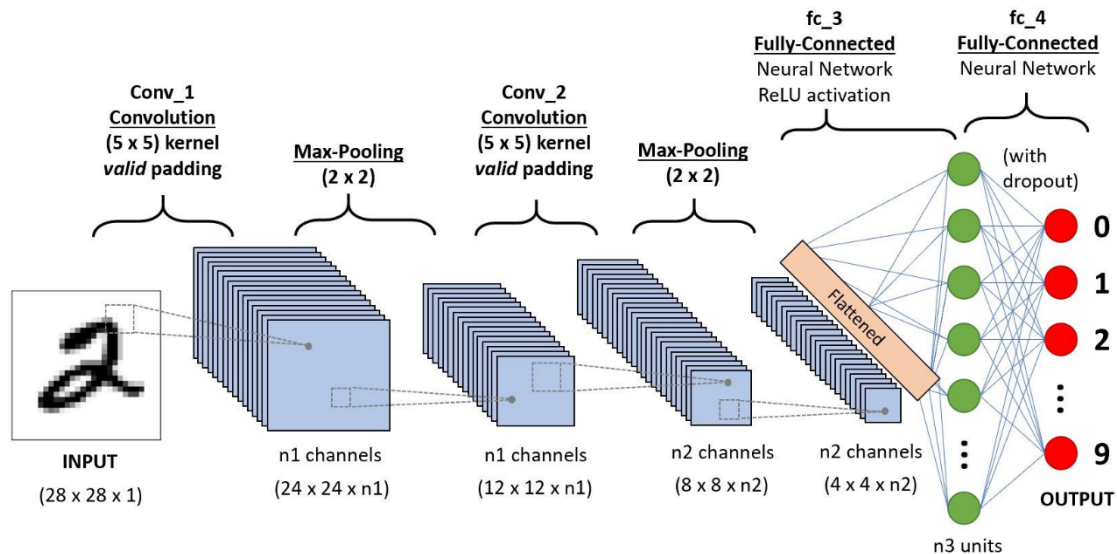 fc_3
Fully-Connected
Neural Network
ReLU activation
fc_4
Fully-Connected
Neural Network
Conv_1
Convolution
(5 x 5) kernel
valid padding
Max-Pooling
(2 x 2)
Conv_2
Convolution
(5 x 5) kernel
valid padding
Max-Pooling
(2 x 2)
(with
dropout)
Flattened
0
1
2
9
INPUT
(28 x 28 x 1)
n1 channels
(24 x 24 x n1)
n1 channels
(12 x 12 x n1)
n2 channels
(8 x 8 x n2)
n2 channels
(4 x 4 x n2)
OUTPUT
n3 units